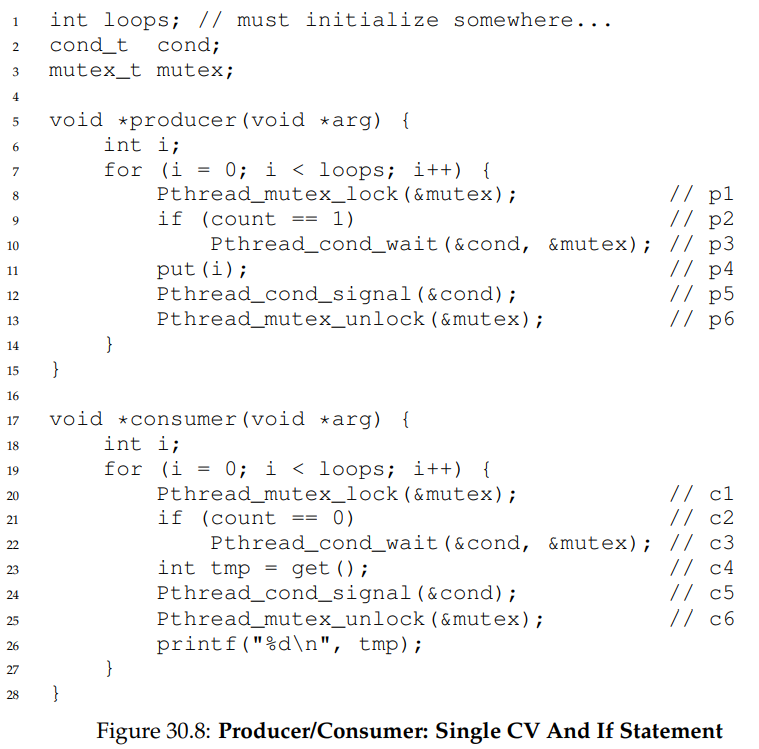 1 int loops; // must initialize somewhere...
2 cond_t  cond;
3 mutex_t mutex;
4
5 void *producer(void *arg) {
6     int i;
7     for (i = 0; i < loops; i++) {
8         Pthread_mutex_lock(&mutex);           // p1
9         if (count == 1)                       // p2
10             Pthread_cond_wait(&cond, &mutex); // p3
11         put(i);                               // p4
12         Pthread_cond_signal(&cond);           // p5
13         Pthread_mutex_unlock(&mutex);         // p6
14     }
15 }
16
17 void *consumer(void *arg) {
18     int i;
19     for (i = 0; i < loops; i++) {
20         Pthread_mutex_lock(&mutex);           // c1
21         if (count == 0)                       // c2
22             Pthread_cond_wait(&cond, &mutex); // c3
23         int tmp = get();                      // c4
24         Pthread_cond_signal(&cond);           // c5
25         Pthread_mutex_unlock(&mutex);         // c6
26         printf("%d\n", tmp);
27     }
28 }
Figure 30.8: Producer/Consumer: Single CV And If Statement